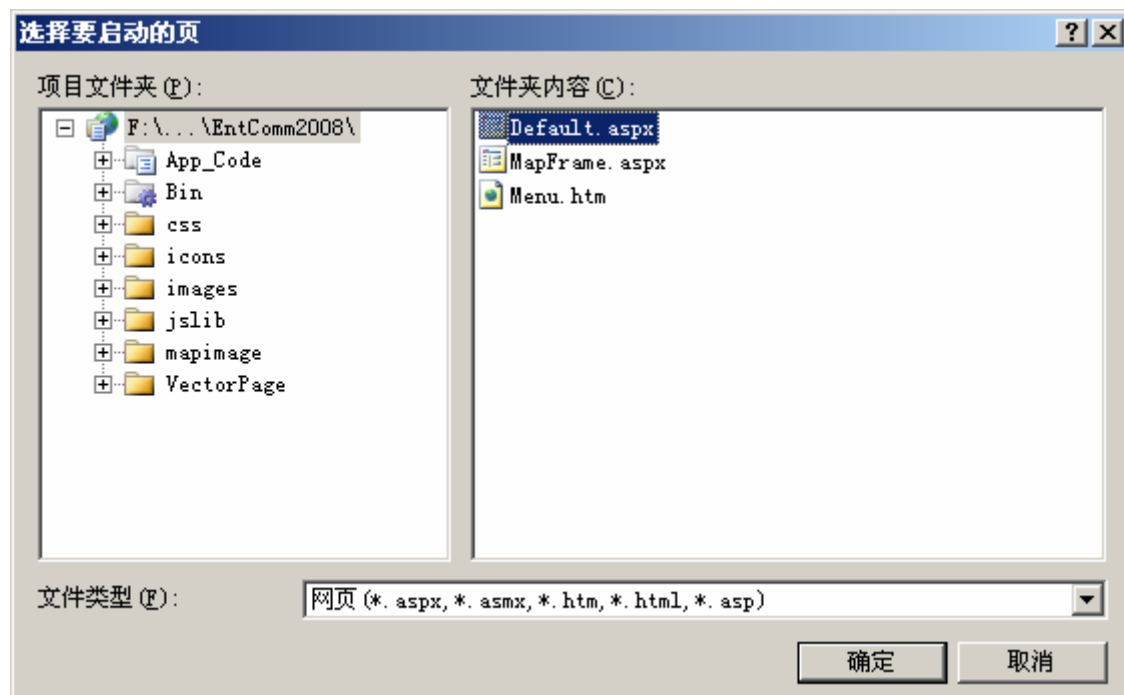 选择要启动的页
项目文件夹(P):
文件夹内容(C):
F:\...\EntComm2008\
App_Code
Bin
css
icons
images
jslib
mapimage
VectorPage
Default.aspx
MapFrame.aspx
Menu.htm
文件类型(F):
网页(*.aspx,*.asmx,*.htm,*.html,*.asp)
确定
取消